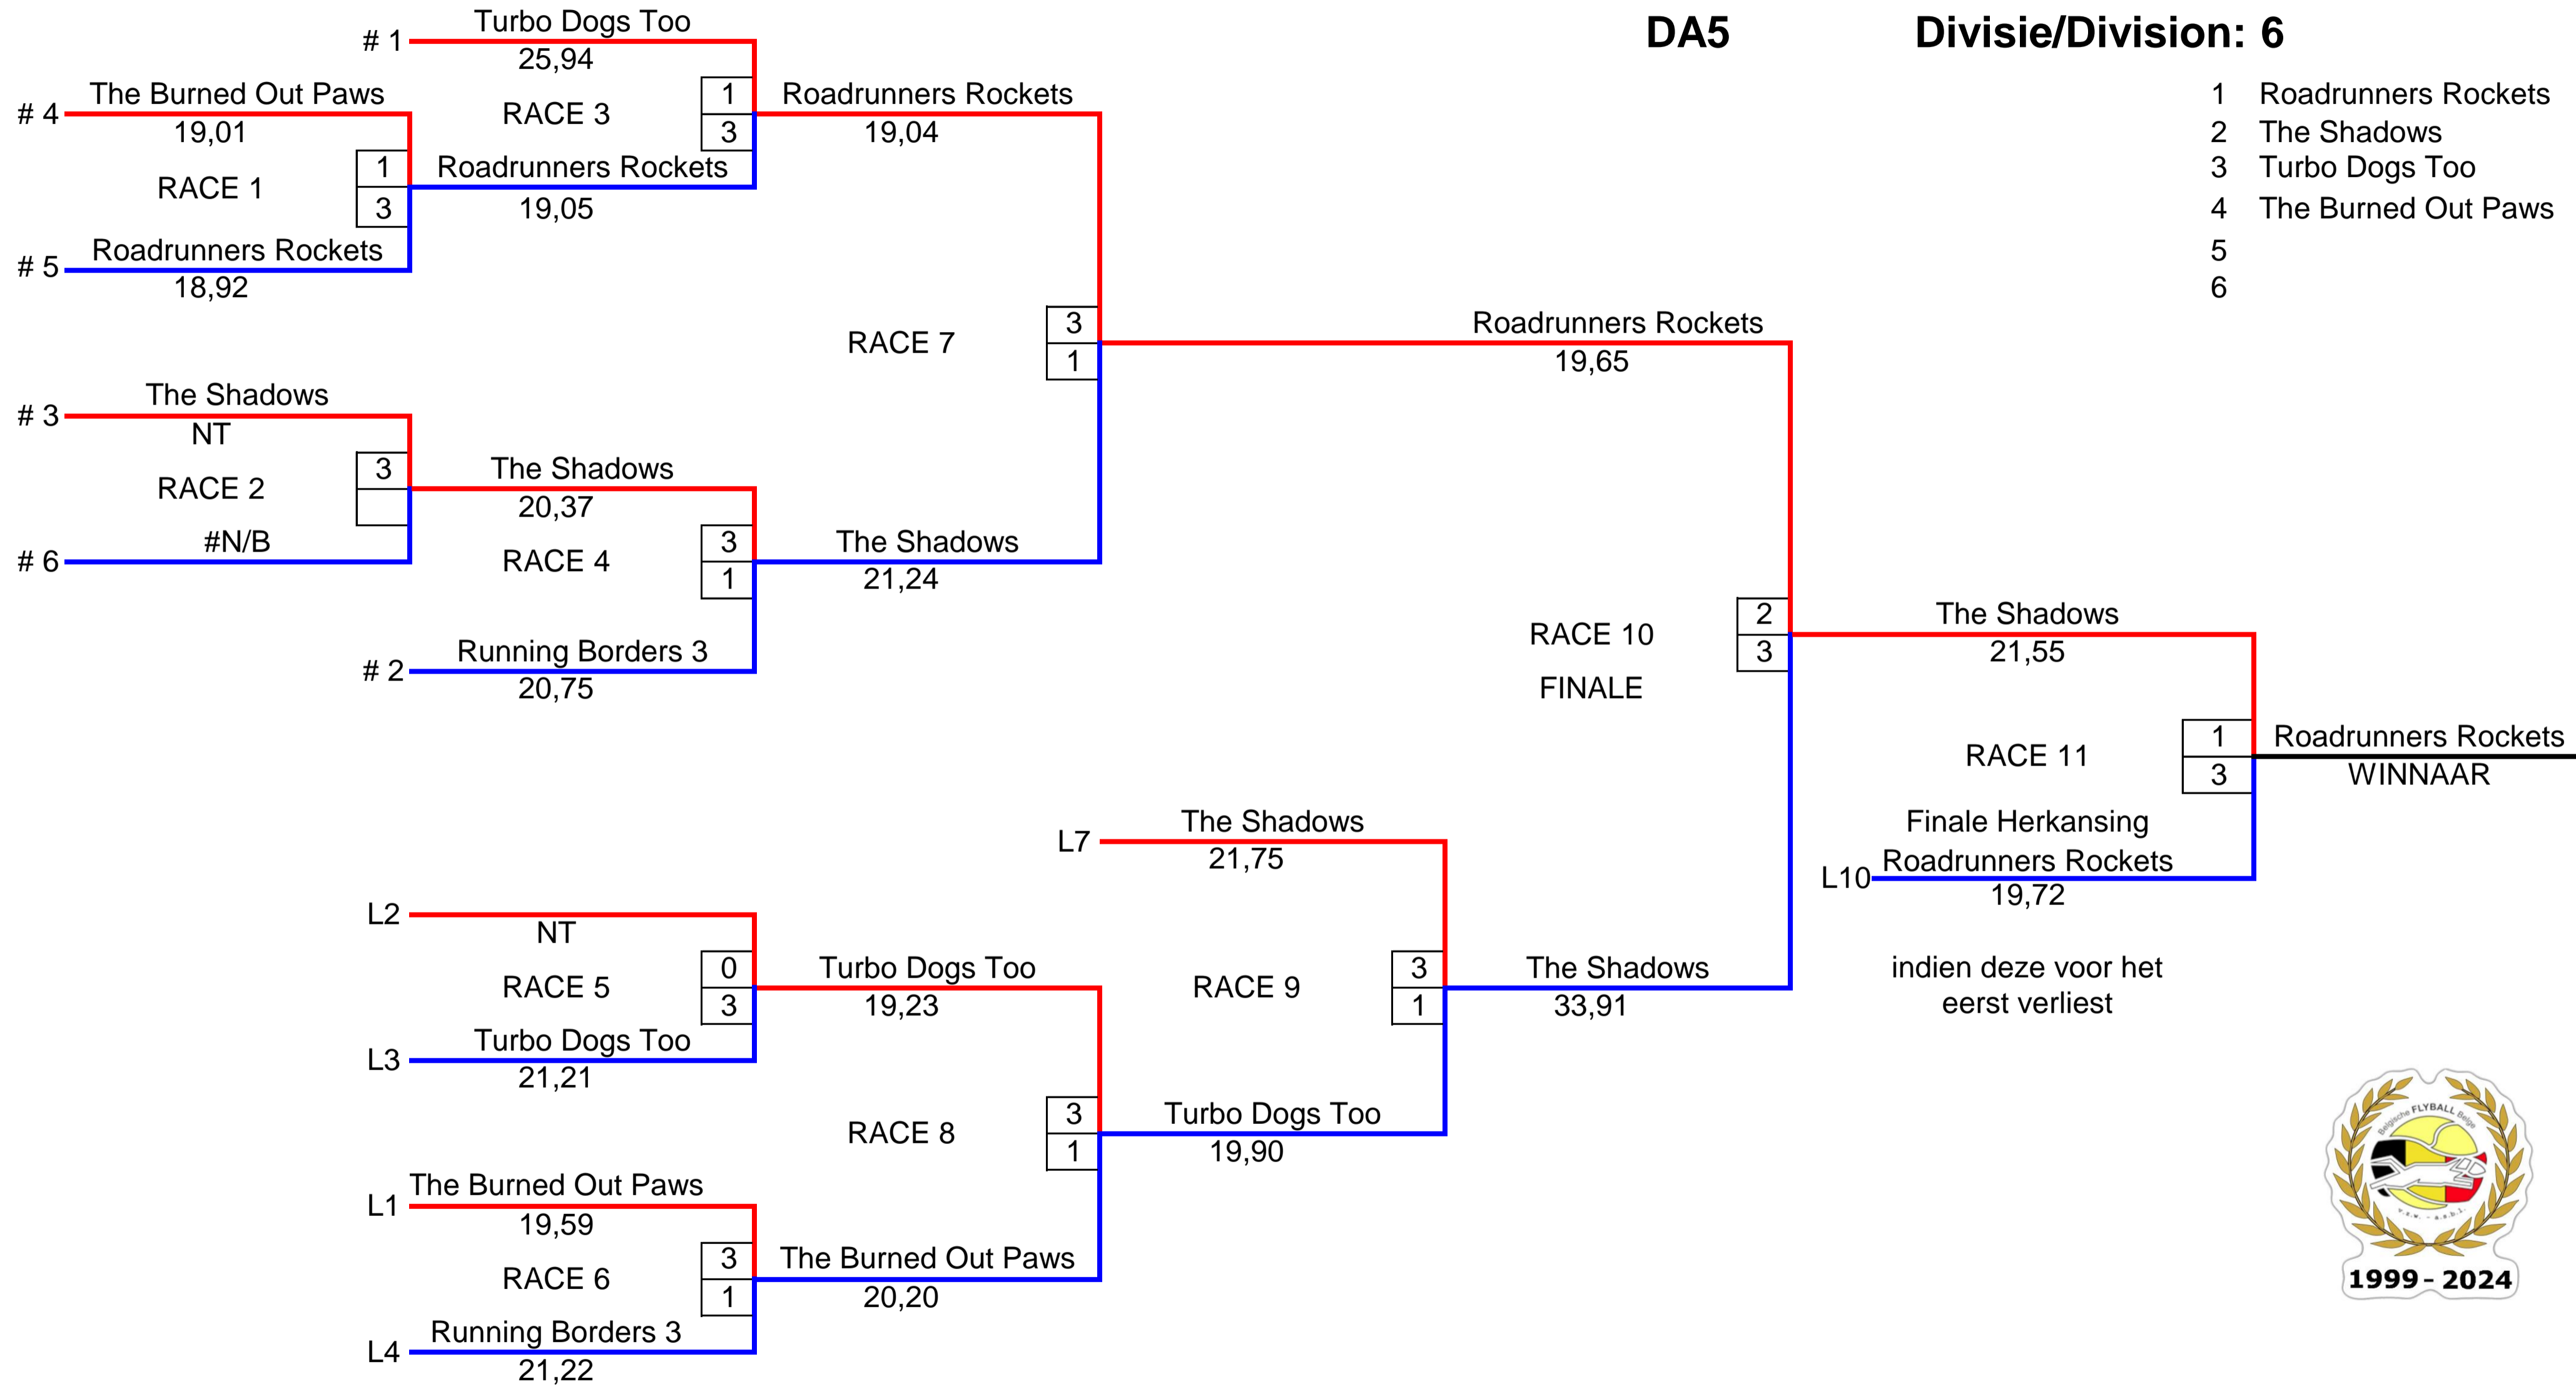 DA5
Divisie/Division: 6
1 Roadrunners Rockets
2 The Shadows
3 Turbo Dogs Too
4 The Burned Out Paws
5
6
# 1
Turbo Dogs Too
25,94
RACE 3
1
3
Roadrunners Rockets
19,05
# 4
The Burned Out Paws
19,01
RACE 1
1
3
# 5
Roadrunners Rockets
18,92
Roadrunners Rockets
19,04
RACE 7
3
1
# 3
The Shadows
NT
RACE 2
3
# 6
#N/B
The Shadows
20,37
RACE 4
3
1
# 2
Running Borders 3
20,75
The Shadows
21,24
Roadrunners Rockets
19,65
RACE 10
2
3
FINALE
The Shadows
21,55
RACE 11
1
3
Finale Herkansing
L10
Roadrunners Rockets
19,72
indien deze voor het
eerst verliest
Roadrunners Rockets
WINNAAR
L7
The Shadows
21,75
RACE 9
3
1
The Shadows
33,91
L2
NT
RACE 5
0
3
L3
Turbo Dogs Too
21,21
Turbo Dogs Too
19,23
RACE 8
3
1
Turbo Dogs Too
19,90
L1
The Burned Out Paws
19,59
RACE 6
3
1
L4
Running Borders 3
21,22
The Burned Out Paws
20,20
Belgische FLYBALL Belge
v.z.w. - a.s.b.l.
1999 - 2024